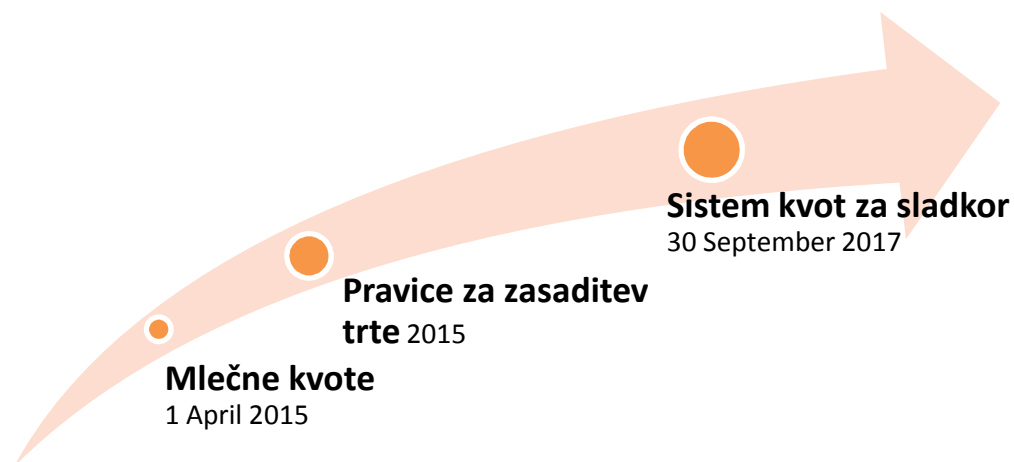 Sistem kvot za sladkor
30 September 2017
Pravice za zasaditev
trte 2015
Mlečne kvote
1 April 2015